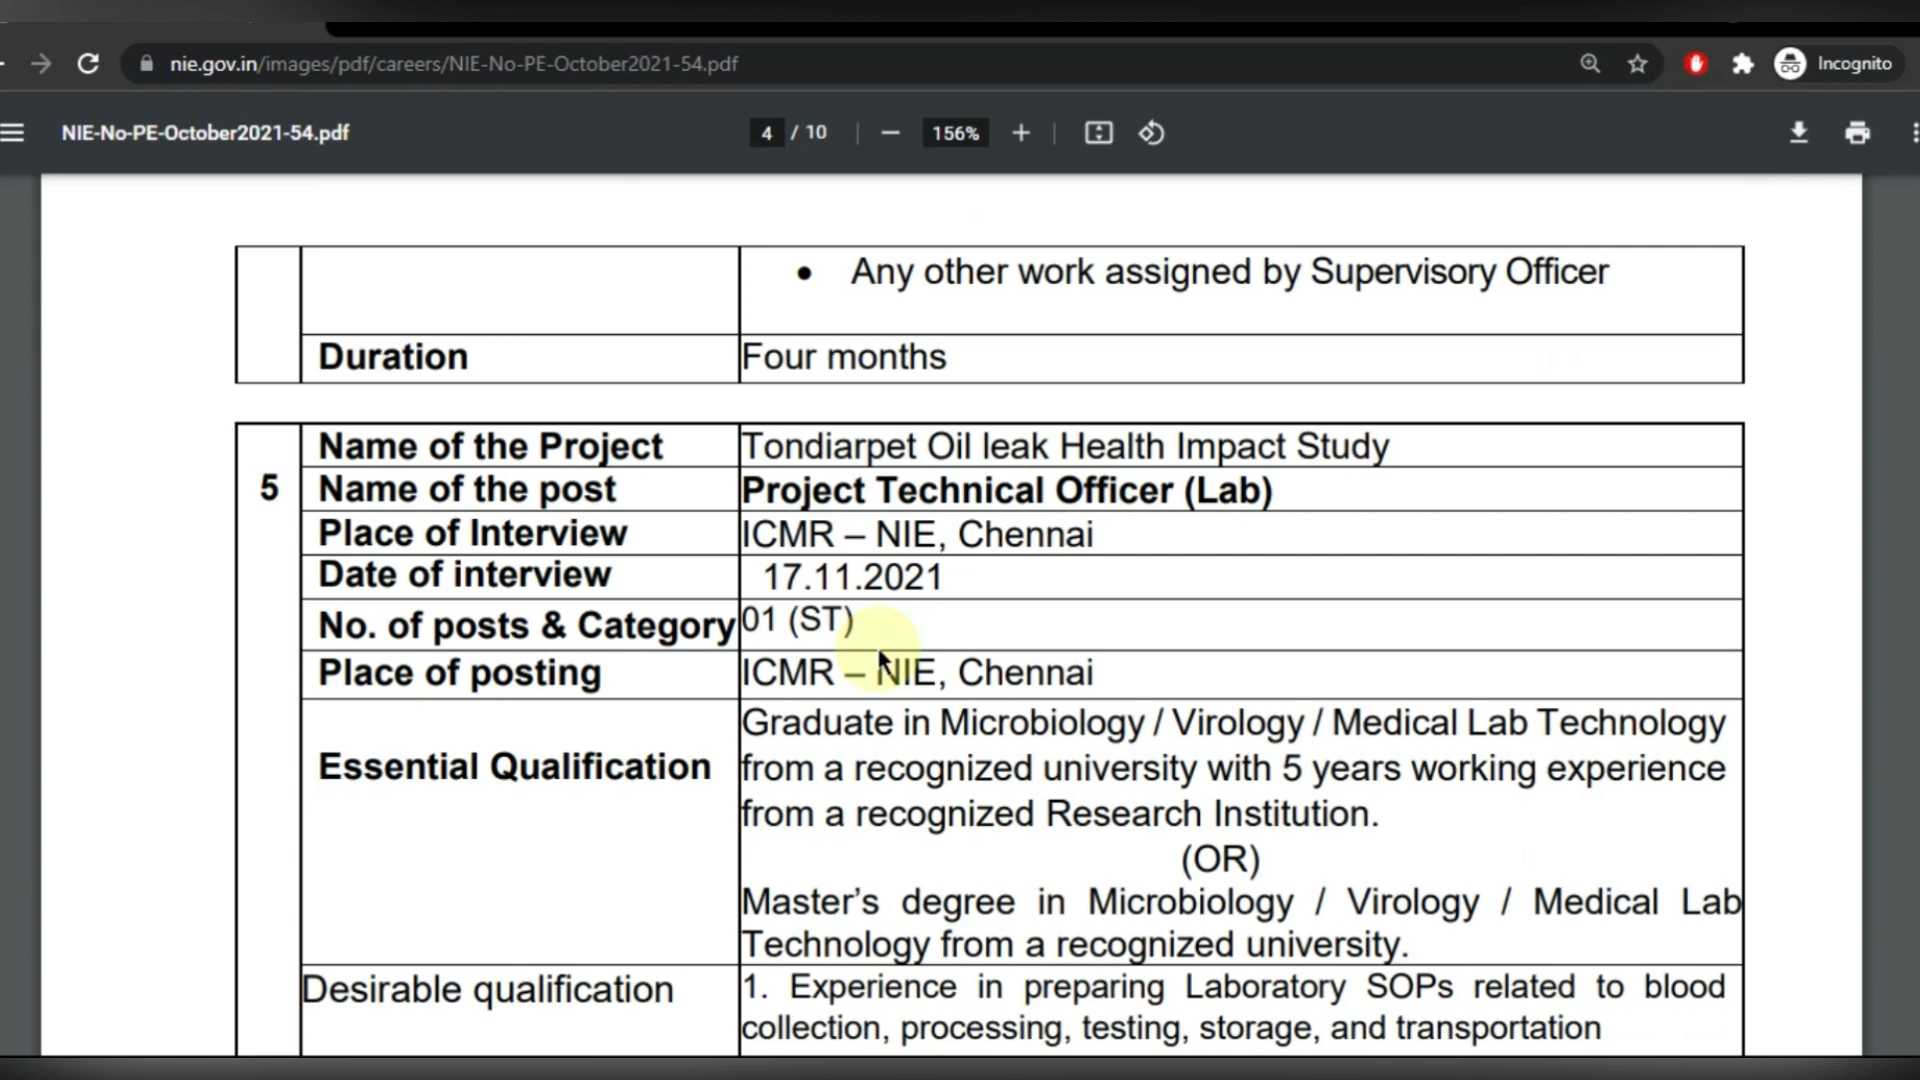 nie.gov.in/images/pdf/careers/NIE-No-PE-October2021-54.pdf
Incognito
NIE-No-PE-October2021-54.pdf
4 / 10
156%
• Any other work assigned by Supervisory Officer
Duration Four months
Name of the Project Tondiarpet Oil leak Health Impact Study
5 Name of the post Project Technical Officer (Lab)
Place of Interview ICMR – NIE, Chennai
Date of interview 17.11.2021
No. of posts & Category 01 (ST)
Place of posting ICMR – NIE, Chennai
Graduate in Microbiology / Virology / Medical Lab Technology
Essential Qualification from a recognized university with 5 years working experience
from a recognized Research Institution.
(OR)
Master’s degree in Microbiology / Virology / Medical Lab
Technology from a recognized university.
Desirable qualification 1. Experience in preparing Laboratory SOPs related to blood
collection, processing, testing, storage, and transportation